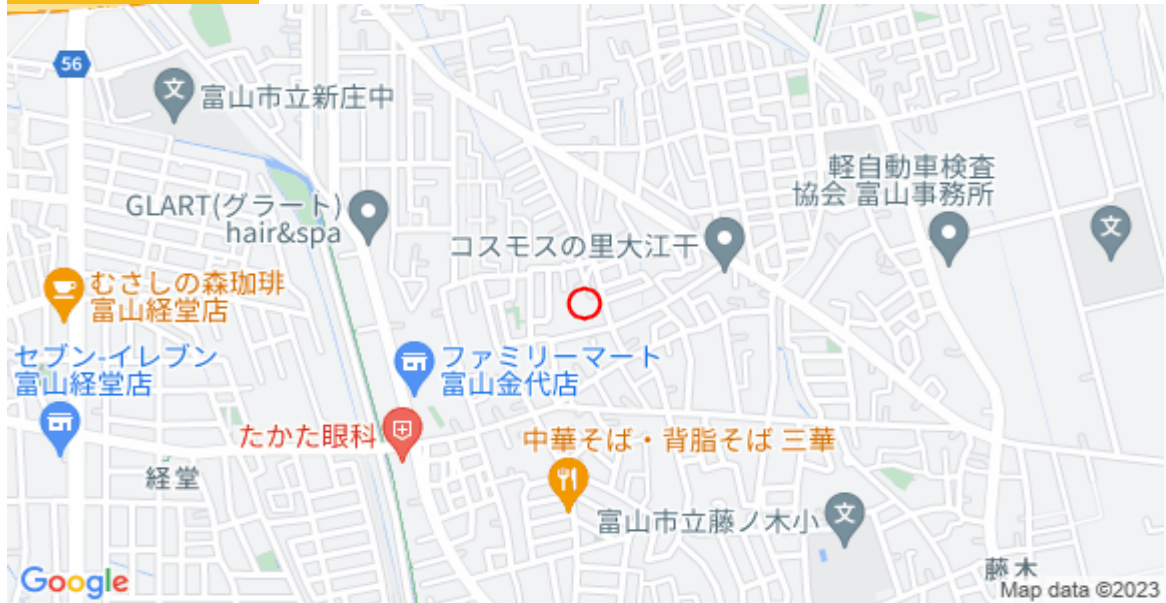 56
文
富山市立新庄中
軽自動車検査
協会 富山事務所
文
GLART(グラート)
hair&spa
コスモスの里大江干
むさしの森珈琲
富山経堂店
セブン-イレブン
富山経堂店
ファミリーマート
富山金代店
たかた眼科
中華そば・背脂そば 三華
経堂
富山市立藤ノ木小
文
藤木
Google
Map data ©2023